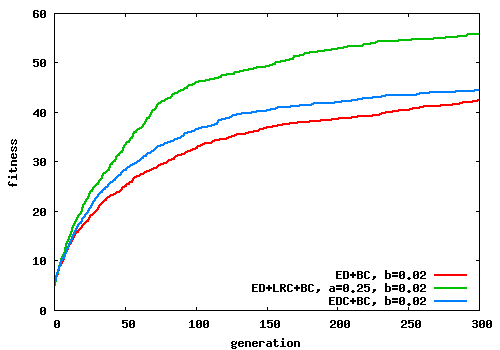 60
50
40
30
20
10
0
fitness
ED+BC, b=0.02
ED+LRC+BC, a=0.25, b=0.02
EDC+BC, b=0.02
0 50 100 150 200 250 300
generation